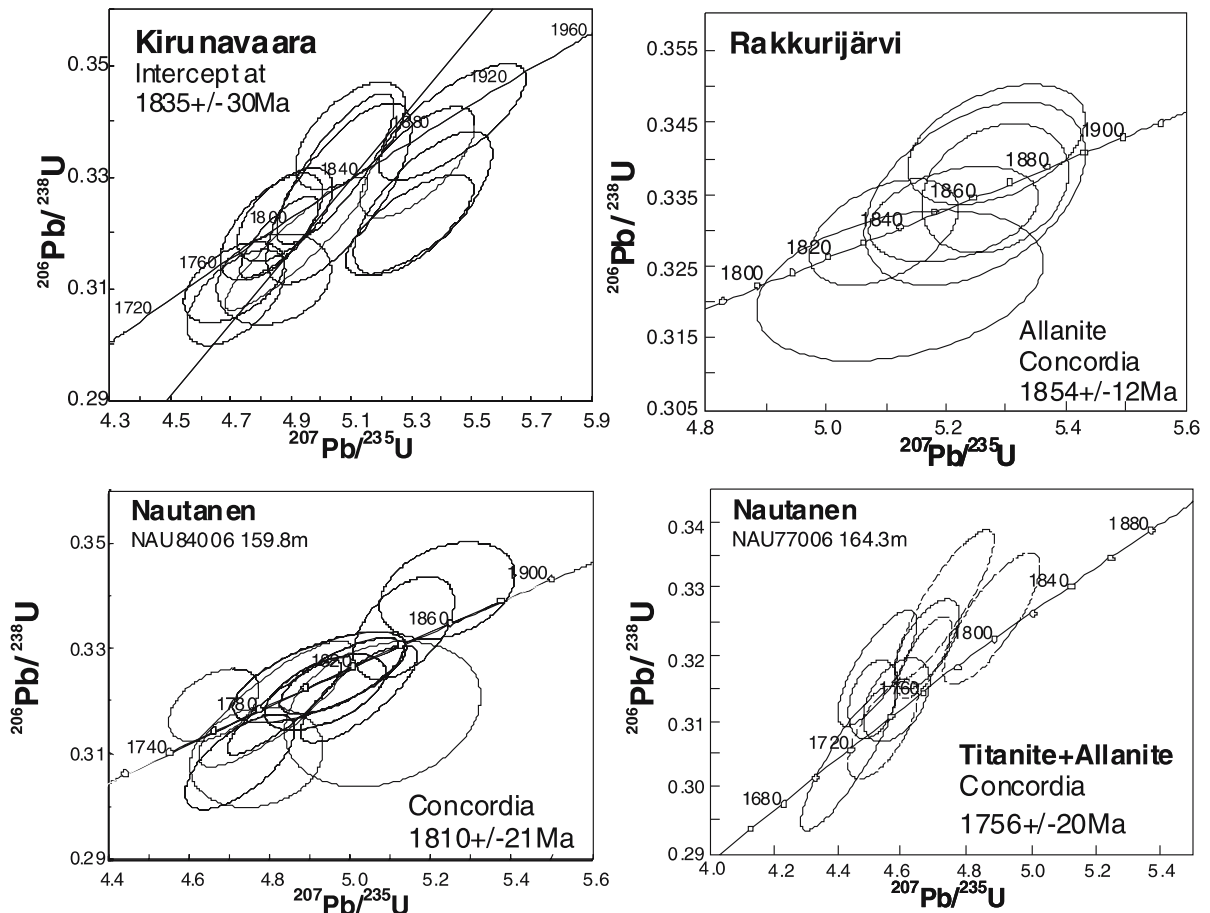 Kirunavaara
Intercept at
1835+/-30Ma
0.35
0.33
0.31
0.29
206Pb/238U
1720
1760
1800
1840
1880
1920
1960
4.3 4.5 4.7 4.9 5.1 5.3 5.5 5.7 5.9
207Pb/235U
Rakkurijärvi
0.355
0.345
0.335
0.325
0.315
0.305
206Pb/238U
1800
1820
1840
1860
1880
1900
Allanite
Concordia
1854+/-12Ma
4.8 5.0 5.2 5.4 5.6
207Pb/235U
Nautanen
NAU84006 159.8m
0.35
0.33
0.31
0.29
206Pb/238U
1740
1780
1820
1860
1900
Concordia
1810+/-21Ma
4.4 4.6 4.8 5.0 5.2 5.4 5.6
207Pb/235U
Nautanen
NAU77006 164.3m
0.34
0.33
0.32
0.31
0.30
0.29
206Pb/238U
1680
1720
1760
1800
1840
1880
Titanite+Allanite
Concordia
1756+/-20Ma
4.0 4.2 4.4 4.6 4.8 5.0 5.2 5.4
207Pb/235U